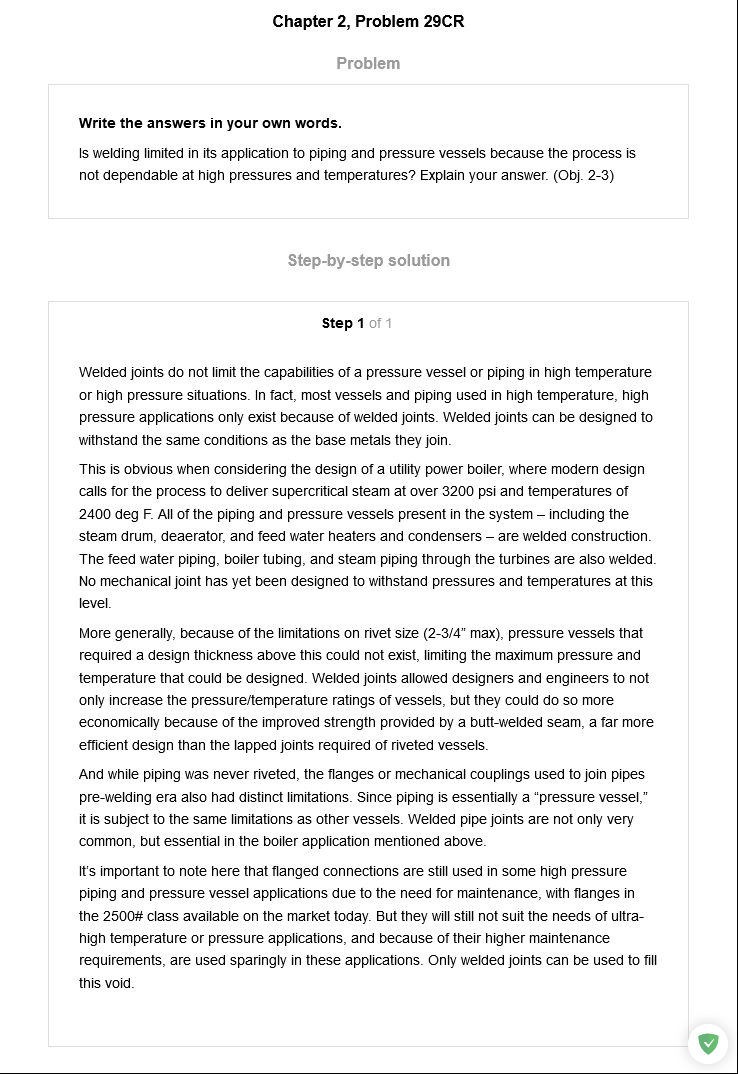 Chapter 2, Problem 29CR
Problem
Write the answers in your own words.
Is welding limited in its application to piping and pressure vessels because the process is
not dependable at high pressures and temperatures? Explain your answer. (Obj. 2-3)
Step-by-step solution
Step 1 of 1
Welded joints do not limit the capabilities of a pressure vessel or piping in high temperature
or high pressure situations. In fact, most vessels and piping used in high temperature, high
pressure applications only exist because of welded joints. Welded joints can be designed to
withstand the same conditions as the base metals they join.
This is obvious when considering the design of a utility power boiler, where modern design
calls for the process to deliver supercritical steam at over 3200 psi and temperatures of
2400 deg F. All of the piping and pressure vessels present in the system – including the
steam drum, deaerator, and feed water heaters and condensers – are welded construction.
The feed water piping, boiler tubing, and steam piping through the turbines are also welded.
No mechanical joint has yet been designed to withstand pressures and temperatures at this
level.
More generally, because of the limitations on rivet size (2-3/4” max), pressure vessels that
required a design thickness above this could not exist, limiting the maximum pressure and
temperature that could be designed. Welded joints allowed designers and engineers to not
only increase the pressure/temperature ratings of vessels, but they could do so more
economically because of the improved strength provided by a butt-welded seam, a far more
efficient design than the lapped joints required of riveted vessels.
And while piping was never riveted, the flanges or mechanical couplings used to join pipes
pre-welding era also had distinct limitations. Since piping is essentially a “pressure vessel,”
it is subject to the same limitations as other vessels. Welded pipe joints are not only very
common, but essential in the boiler application mentioned above.
It’s important to note here that flanged connections are still used in some high pressure
piping and pressure vessel applications due to the need for maintenance, with flanges in
the 2500# class available on the market today. But they will still not suit the needs of ultra-
high temperature or pressure applications, and because of their higher maintenance
requirements, are used sparingly in these applications. Only welded joints can be used to fill
this void.